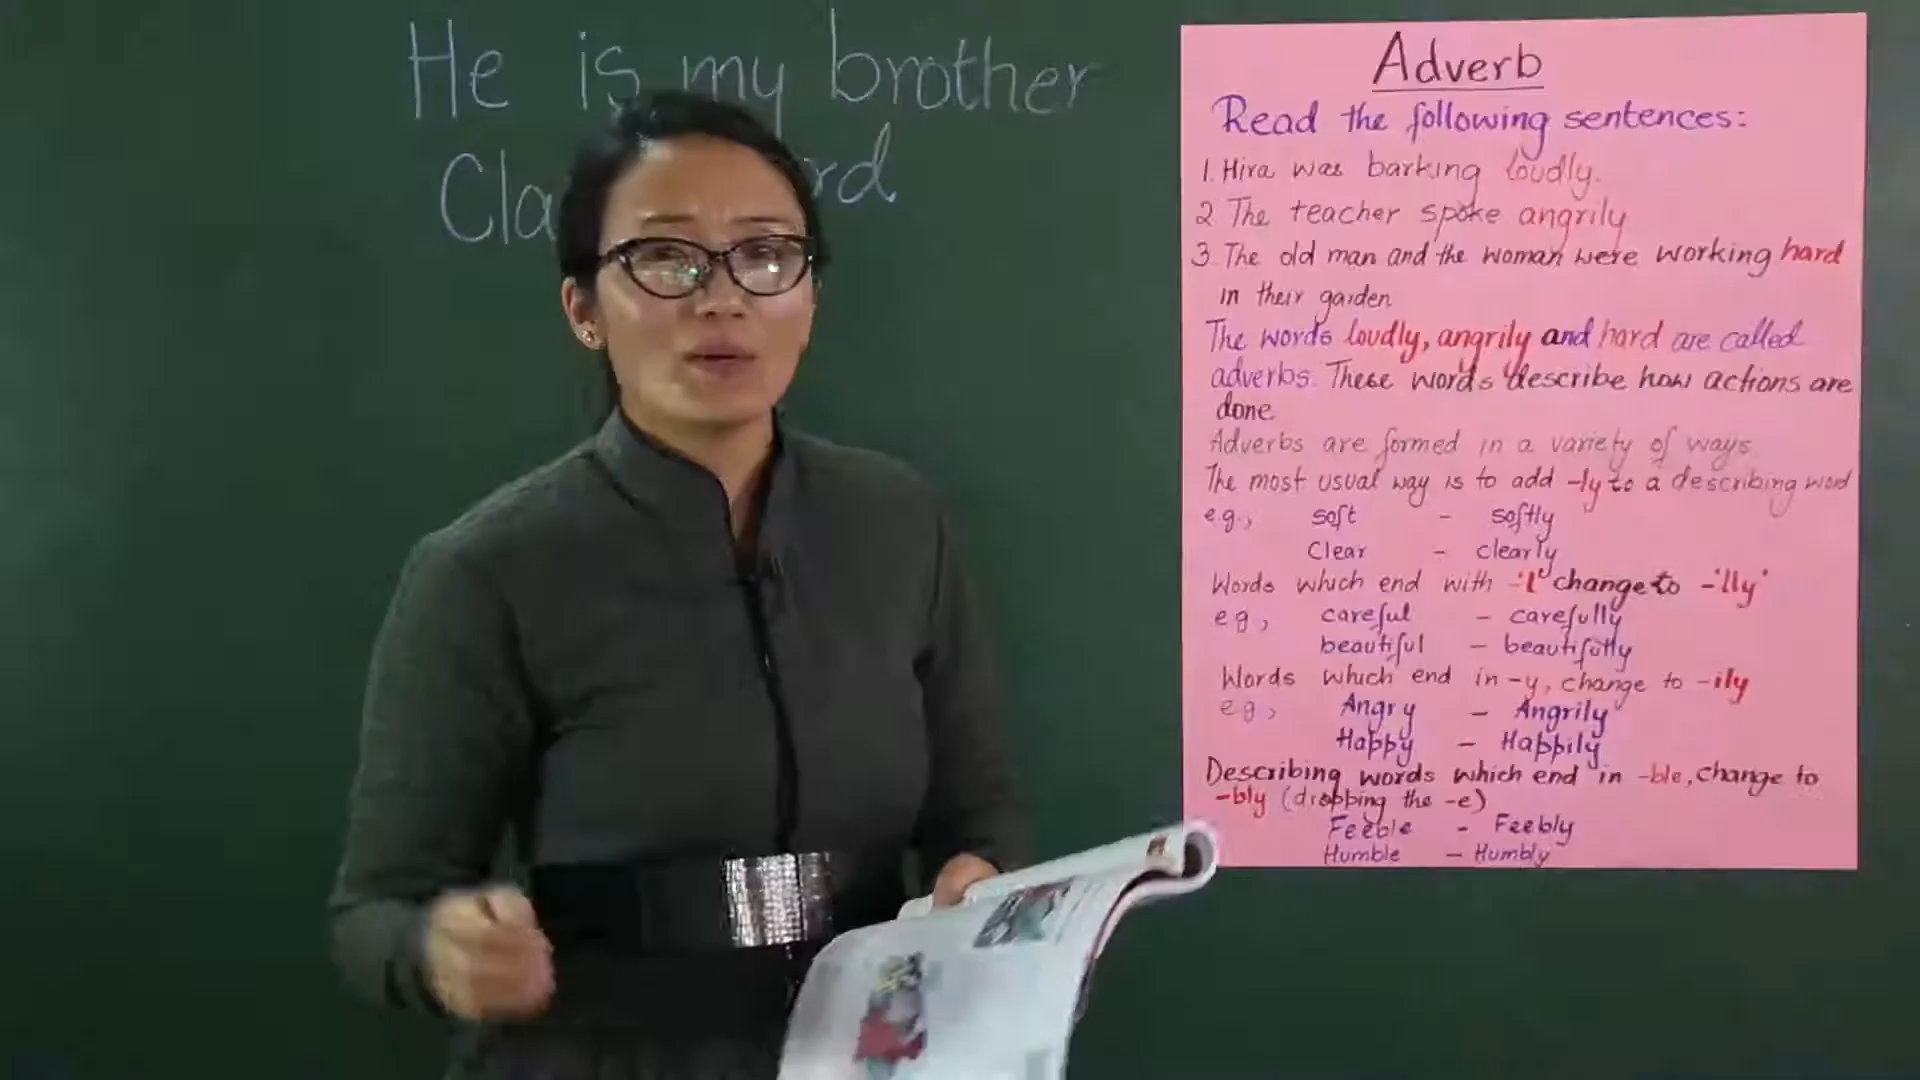 He is my brother
Cla rd
Adverb
Read the following sentences:
1. Hira was barking loudly.
2 The teacher spoke angrily
3. The old man and the woman were working hard
in their garden
The words loudly, angrily and hard are called
adverbs. These words describe how actions are
done
Adverbs are formed in a variety of ways.
The most usual way is to add -ly to a describing word
e.g., soft - softly
Clear - clearly
Words which end with -'l' change to -'lly'
eg, careful - carefully
beautiful - beautifully
Words which end in -y, change to -ily
eg, Angry - Angrily
Happy - Happily
Describing words which end in -ble, change to
-bly (dropping the -e)
Feeble - Feebly
Humble - Humbly